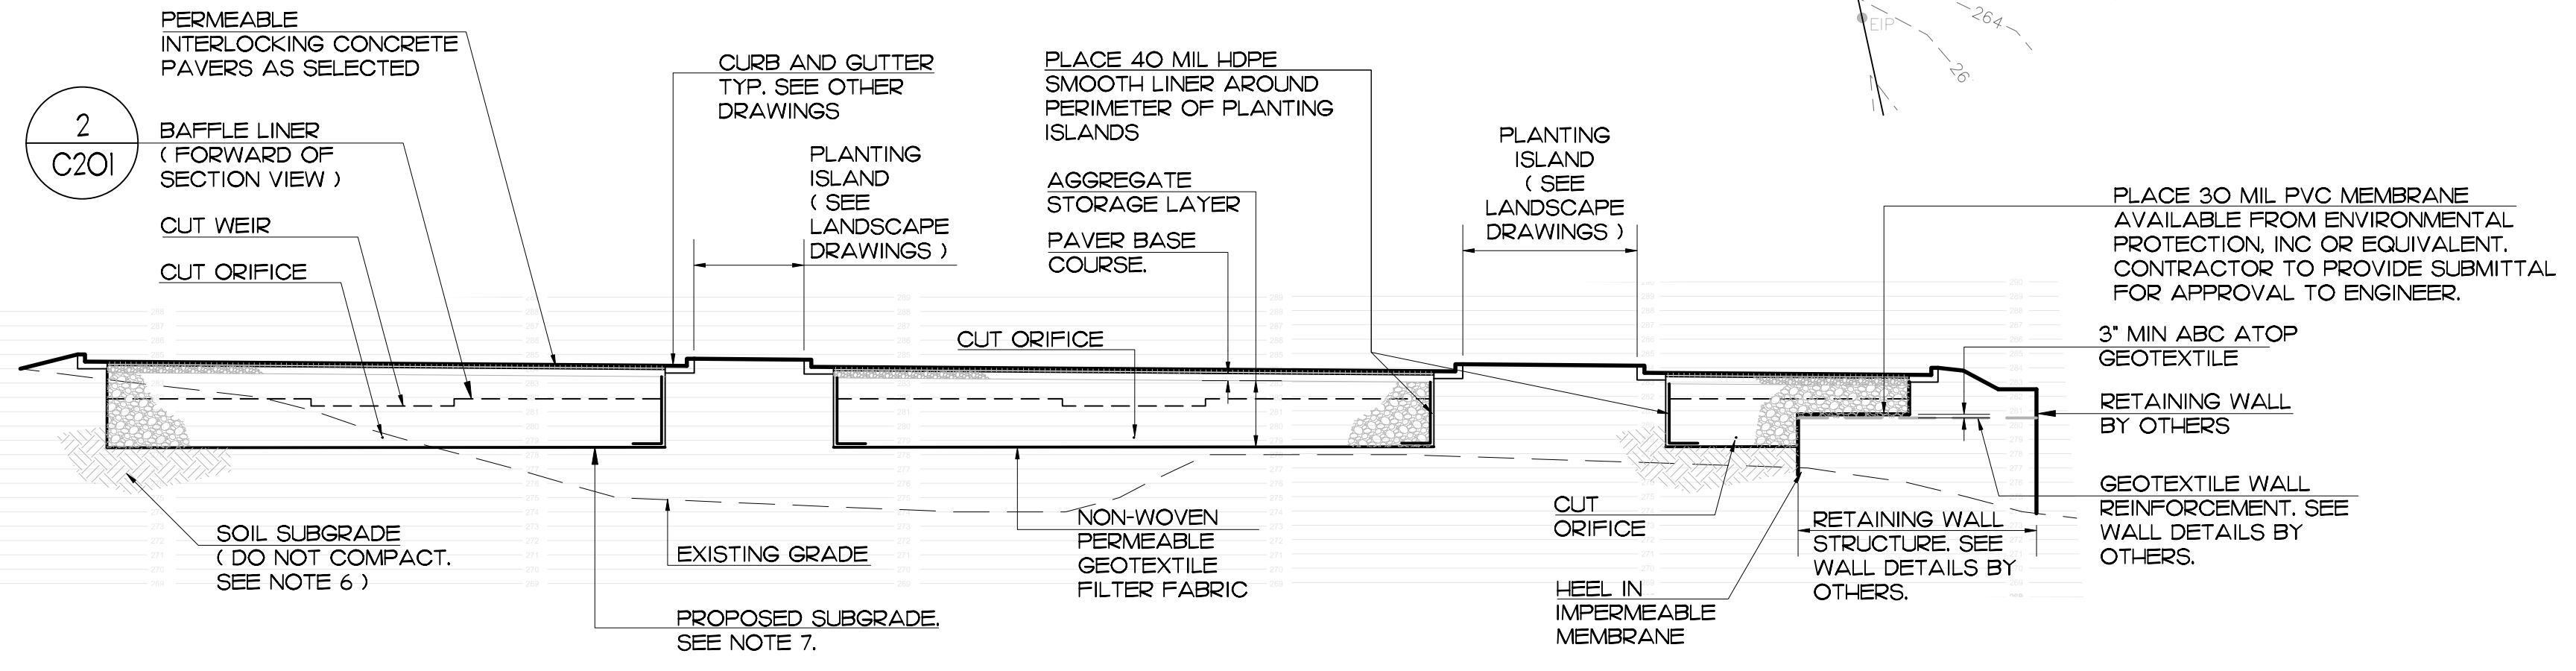 PERMEABLE
INTERLOCKING CONCRETE
PAVERS AS SELECTED
2
C201
BAFFLE LINER
( FORWARD OF
SECTION VIEW )
CUT WEIR
CUT ORIFICE
CURB AND GUTTER
TYP. SEE OTHER
DRAWINGS
PLANTING
ISLAND
( SEE
LANDSCAPE
DRAWINGS )
PLACE 40 MIL HDPE
SMOOTH LINER AROUND
PERIMETER OF PLANTING
ISLANDS
AGGREGATE
STORAGE LAYER
PAVER BASE
COURSE.
CUT ORIFICE
PLANTING
ISLAND
( SEE
LANDSCAPE
DRAWINGS )
EIP
264
26
PLACE 30 MIL PVC MEMBRANE
AVAILABLE FROM ENVIRONMENTAL
PROTECTION, INC OR EQUIVALENT.
CONTRACTOR TO PROVIDE SUBMITTAL
FOR APPROVAL TO ENGINEER.
3" MIN ABC ATOP
GEOTEXTILE
RETAINING WALL
BY OTHERS
GEOTEXTILE WALL
REINFORCEMENT. SEE
WALL DETAILS BY
OTHERS.
SOIL SUBGRADE
( DO NOT COMPACT.
SEE NOTE 6 )
EXISTING GRADE
PROPOSED SUBGRADE.
SEE NOTE 7.
NON-WOVEN
PERMEABLE
GEOTEXTILE
FILTER FABRIC
CUT
ORIFICE
HEEL IN
IMPERMEABLE
MEMBRANE
RETAINING WALL
STRUCTURE. SEE
WALL DETAILS BY
OTHERS.